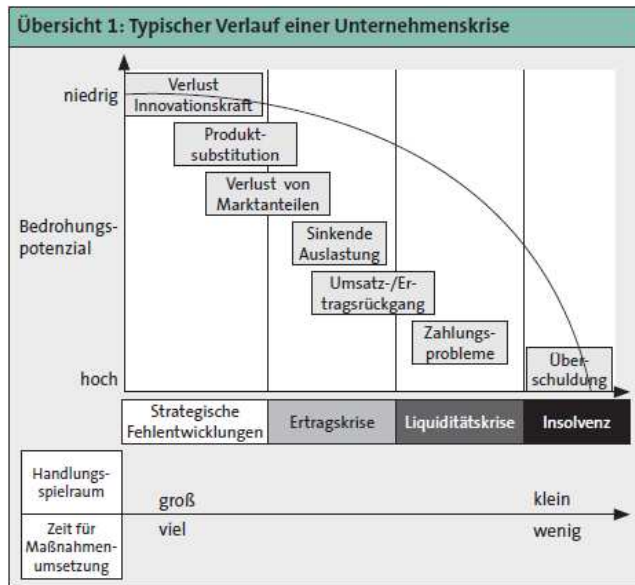 Übersicht 1: Typischer Verlauf einer Unternehmenskrise
niedrig
Verlust
Innovationskraft
Produkt-
substitution
Verlust von
Marktanteilen
Bedrohungs-
potenzial
Sinkende
Auslastung
Umsatz-/Er-
tragsrückgang
Zahlungs-
probleme
Über-
schuldung
hoch
Strategische
Fehlentwicklungen
Ertragskrise
Liquiditätskrise
Insolvenz
Handlungs-
spielraum
groß
klein
Zeit für
Maßnahmen-
umsetzung
viel
wenig